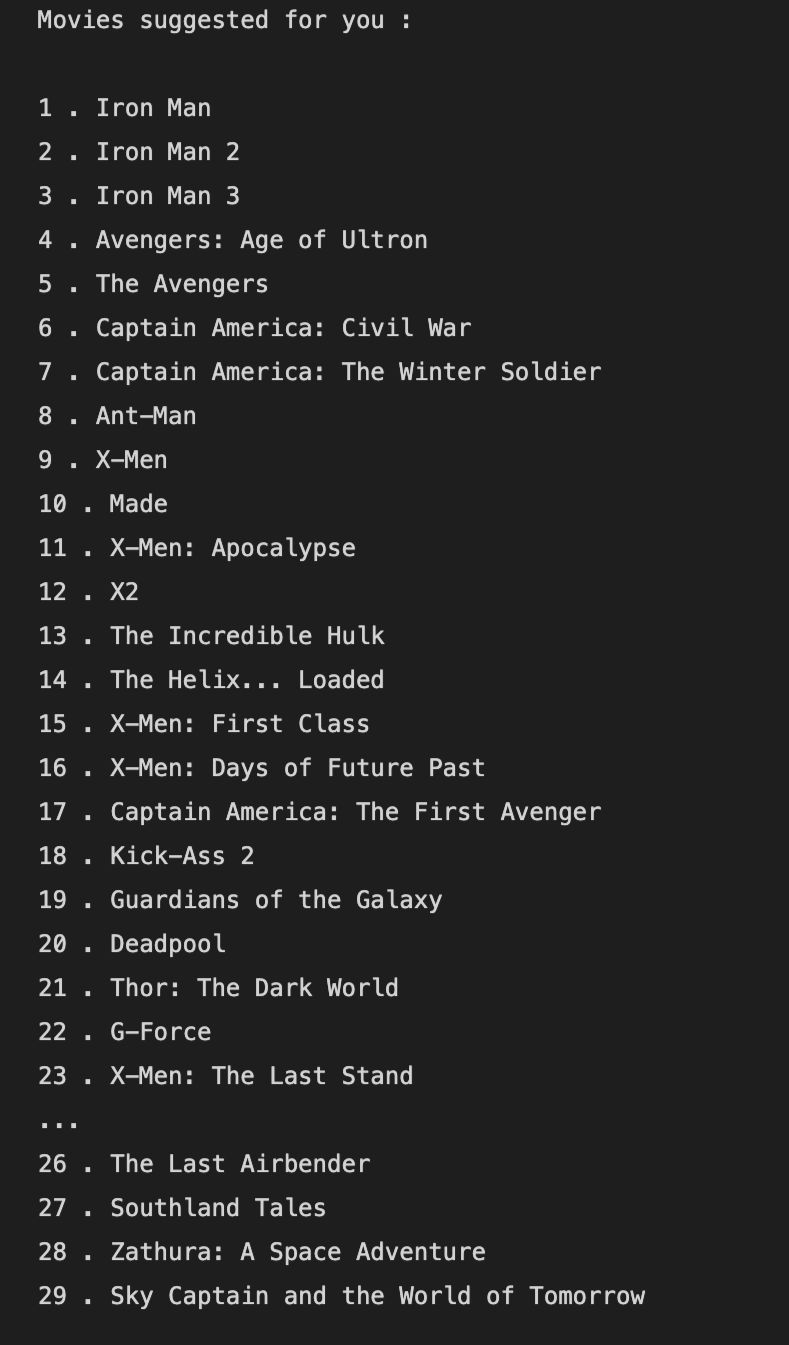 Movies suggested for you :
1 . Iron Man
2 . Iron Man 2
3 . Iron Man 3
4 . Avengers: Age of Ultron
5 . The Avengers
6 . Captain America: Civil War
7 . Captain America: The Winter Soldier
8 . Ant-Man
9 . X-Men
10 . Made
11 . X-Men: Apocalypse
12 . X2
13 . The Incredible Hulk
14 . The Helix... Loaded
15 . X-Men: First Class
16 . X-Men: Days of Future Past
17 . Captain America: The First Avenger
18 . Kick-Ass 2
19 . Guardians of the Galaxy
20 . Deadpool
21 . Thor: The Dark World
22 . G-Force
23 . X-Men: The Last Stand
...
26 . The Last Airbender
27 . Southland Tales
28 . Zathura: A Space Adventure
29 . Sky Captain and the World of Tomorrow